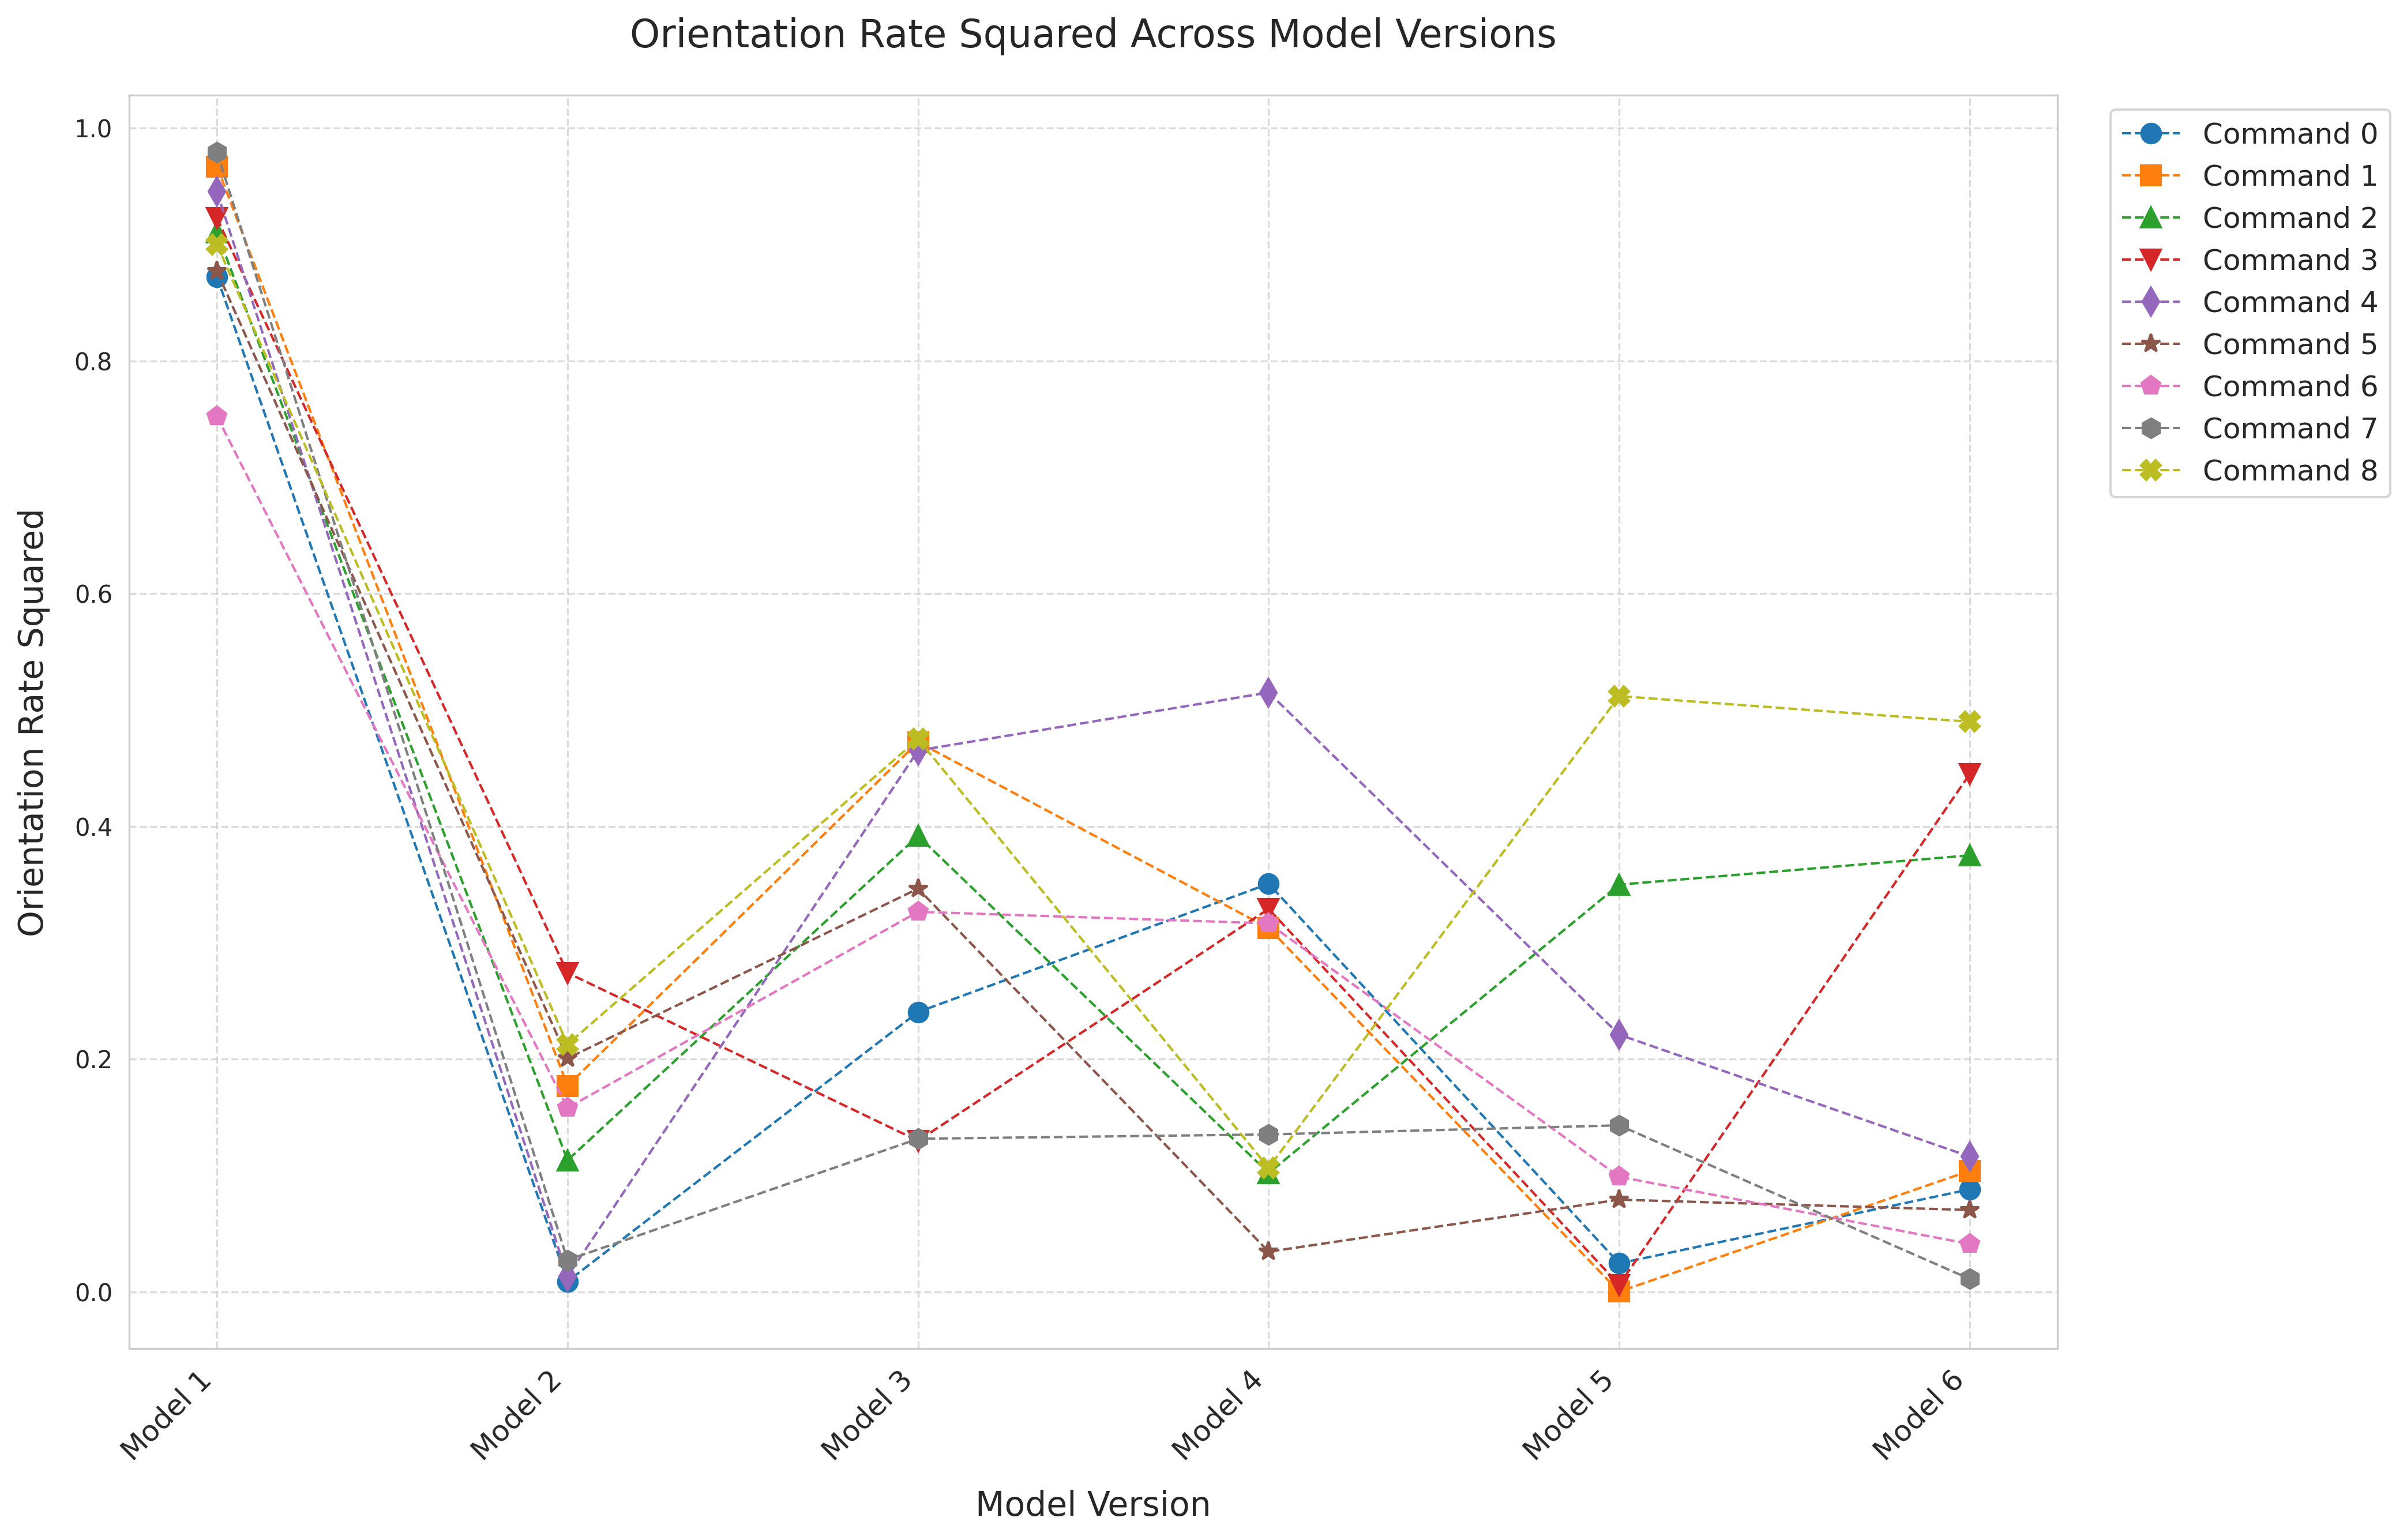 Orientation Rate Squared Across Model Versions
1.0
0.8
0.6
0.4
0.2
0.0
Orientation Rate Squared
Model 1
Model 2
Model 3
Model 4
Model 5
Model 6
Model Version
Command 0
Command 1
Command 2
Command 3
Command 4
Command 5
Command 6
Command 7
Command 8